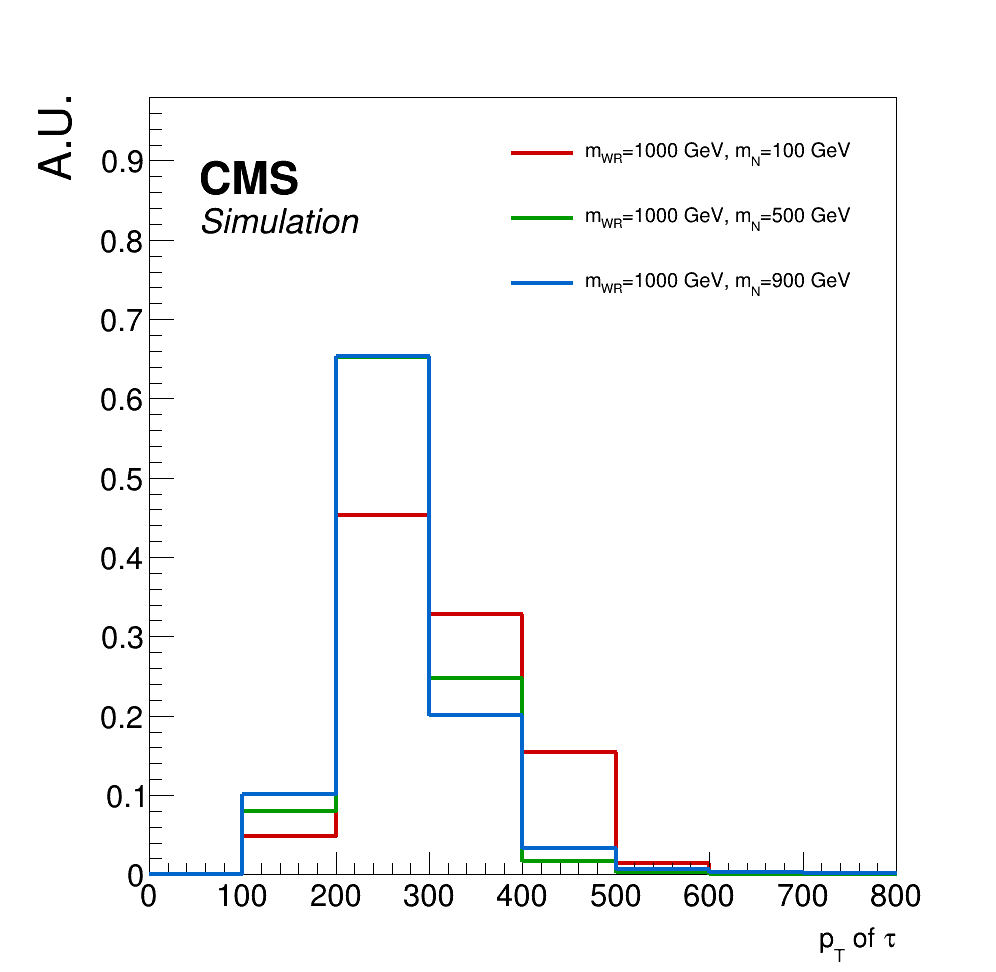 A.U.
CMS
Simulation
m_WR=1000 GeV, m_N=100 GeV
m_WR=1000 GeV, m_N=500 GeV
m_WR=1000 GeV, m_N=900 GeV
0.9
0.8
0.7
0.6
0.5
0.4
0.3
0.2
0.1
0
0 100 200 300 400 500 600 700 800
p_T of τ